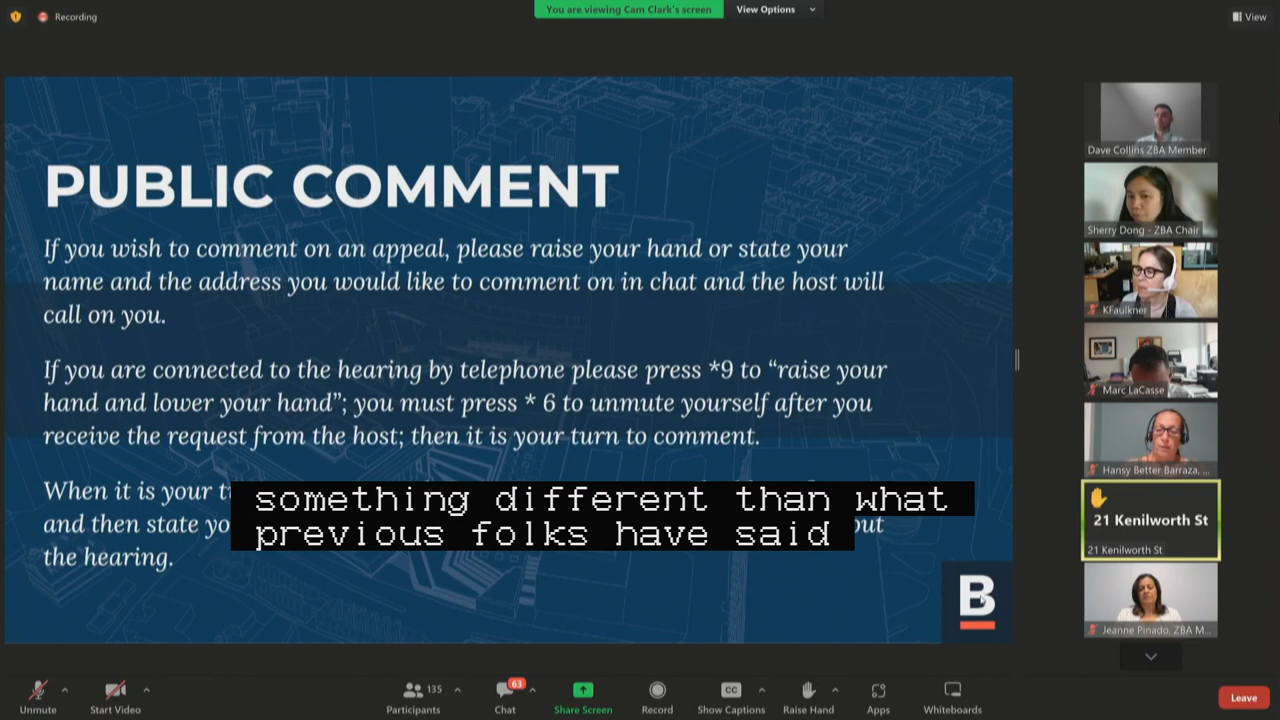 Recording
You are viewing Cam Clark's screen
View Options
View
PUBLIC COMMENT
If you wish to comment on an appeal, please raise your hand or state your
name and the address you would like to comment on in chat and the host will
call on you.
If you are connected to the hearing by telephone please press *9 to “raise your
hand and lower your hand”; you must press * 6 to unmute yourself after you
receive the request from the host; then it is your turn to comment.
When it is your
and then state
the hearing.
something different than what
previous folks have said
B
Dave Collins ZBA Member
Sherry Dong - ZBA Chair
KFaulkner
Marc LaCasse
Hansy Better Barraza, ...
21 Kenilworth St
21 Kenilworth St
Jeanne Pinado, ZBA M...
Unmute
Start Video
135
Participants
63
Chat
Share Screen
Record
CC
Show Captions
Raise Hand
Apps
Whiteboards
Leave